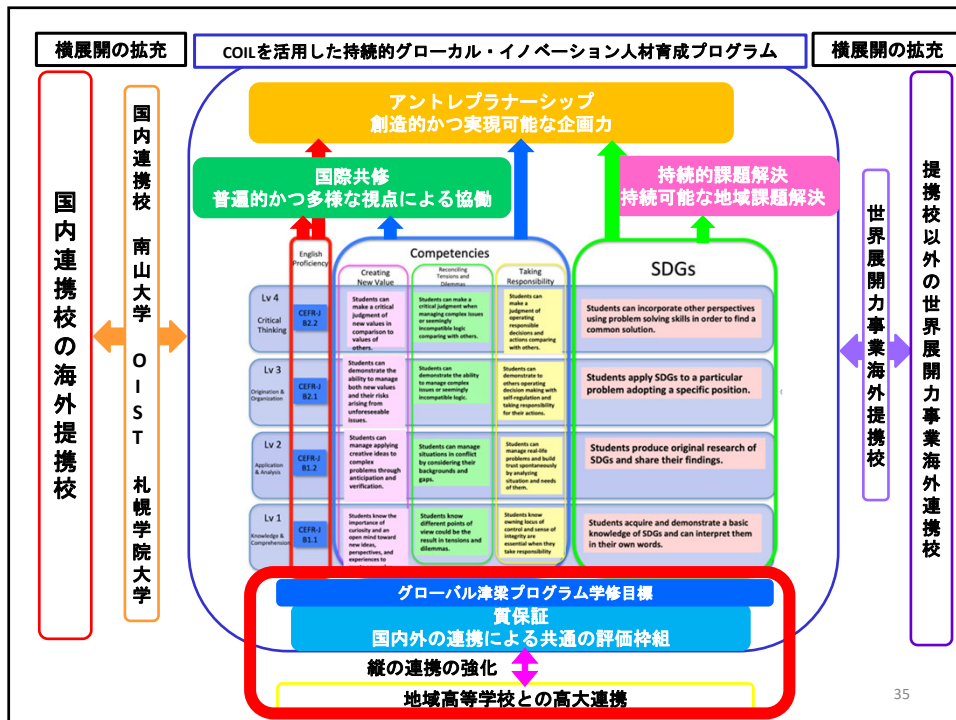 横展開の拡充
COILを活用した持続的グローカル・イノベーション人材育成プログラム
横展開の拡充
国内連携校の海外提携校
国内連携校 南山大学 OIST 札幌学院大学
アントレプラナーシップ
創造的かつ実現可能な企画力
国際共修
普遍的かつ多様な視点による協働
持続的課題解決
持続可能な地域課題解決
English
Proficiency
Competencies
Creating
New Value
Reconciling
Tensions and
Dilemmas
Taking
Responsibility
SDGs
Lv 4
Critical
Thinking
CEFR-J
B2.2
Students can
make a critical
judgment of
new values in
comparison to
values of
others.
Students can make a
critical judgment when
managing complex issues
or seemingly
incompatible logic
comparing with others.
Students can
make a
judgment of
operating
responsible
decisions and
actions comparing
with others.
Students can incorporate other perspectives
using problem solving skills in order to find a
common solution.
Lv 3
Origination &
Organization
CEFR-J
B2.1
Students can
demonstrate the
ability to manage
both new values
and their risks
arising from
unforeseeable
issues.
Students can
demonstrate the ability
to manage complex
issues or seemingly
incompatible logic.
Students can
demonstrate to
others operating
decision making with
self-regulation and
taking responsibility
for their actions.
Students apply SDGs to a particular
problem adopting a specific position.
Lv 2
Application
& Analysis
CEFR-J
B1.2
Students can
manage applying
creative ideas to
complex
problems through
anticipation and
verification.
Students can manage
situations in conflict
by considering their
backgrounds and
gaps.
Students can
manage real-life
problems and build
trust spontaneously
by analyzing
situation and needs
of them.
Students produce original research of
SDGs and share their findings.
Lv 1
Knowledge &
Comprehension
CEFR-J
B1.1
Students know the
importance of
curiosity and an
open mind toward
new ideas,
perspectives, and
experiences to
Students know
different points of
view could be the
result in tensions and
dilemmas.
Students know
owning locus of
control and sense of
integrity are
essential when they
take responsibility
Students acquire and demonstrate a basic
knowledge of SDGs and can interpret them
in their own words.
世界展開力事業海外提携校
提携校以外の世界展開力事業海外連携校
グローバル津梁プログラム学修目標
質保証
国内外の連携による共通の評価枠組
縦の連携の強化
地域高等学校との高大連携
35